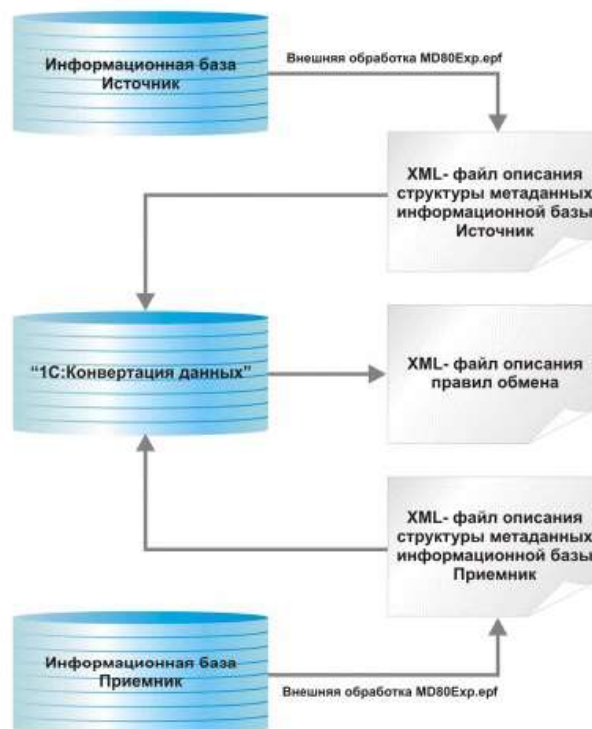 Информационная база
Источник
Внешняя обработка MD80Exp.epf
XML- файл описания
структуры метаданных
информационной базы
Источник
“1С:Конвертация данных”
XML- файл описания
правил обмена
XML- файл описания
структуры метаданных
информационной базы
Приемник
Информационная база
Приемник
Внешняя обработка MD80Exp.epf